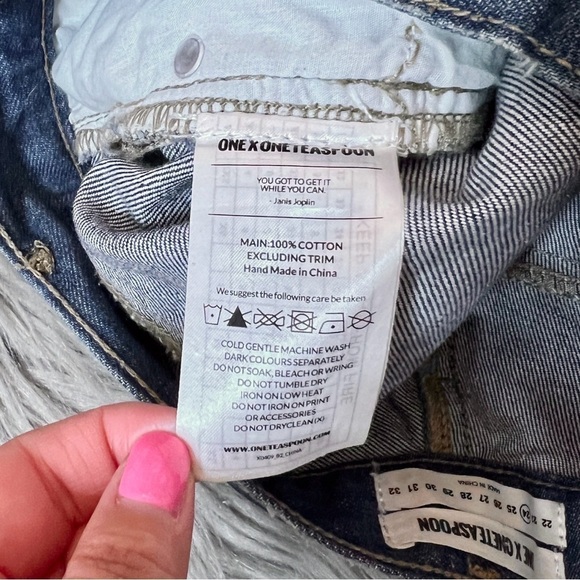 ONE X ONETEASPOON
YOU GOT TO GET IT
WHILE YOU CAN.
- Janis Joplin
MAIN:100% COTTON
EXCLUDING TRIM
Hand Made in China
We suggest the following care be taken
COLD GENTLE MACHINE WASH
DARK COLOURS SEPARATELY
DO NOT SOAK, BLEACH OR WRING
DO NOT TUMBLE DRY
IRON ON LOW HEAT
DO NOT IRON ON PRINT
OR ACCESSORIES
DO NOT DRYCLEAN
WWW.ONETEASPOON.COM
CHINA
22 23 24 25 26 27 28 29 30 31 32
MADE IN CHINA
NE X ONETEASPOON